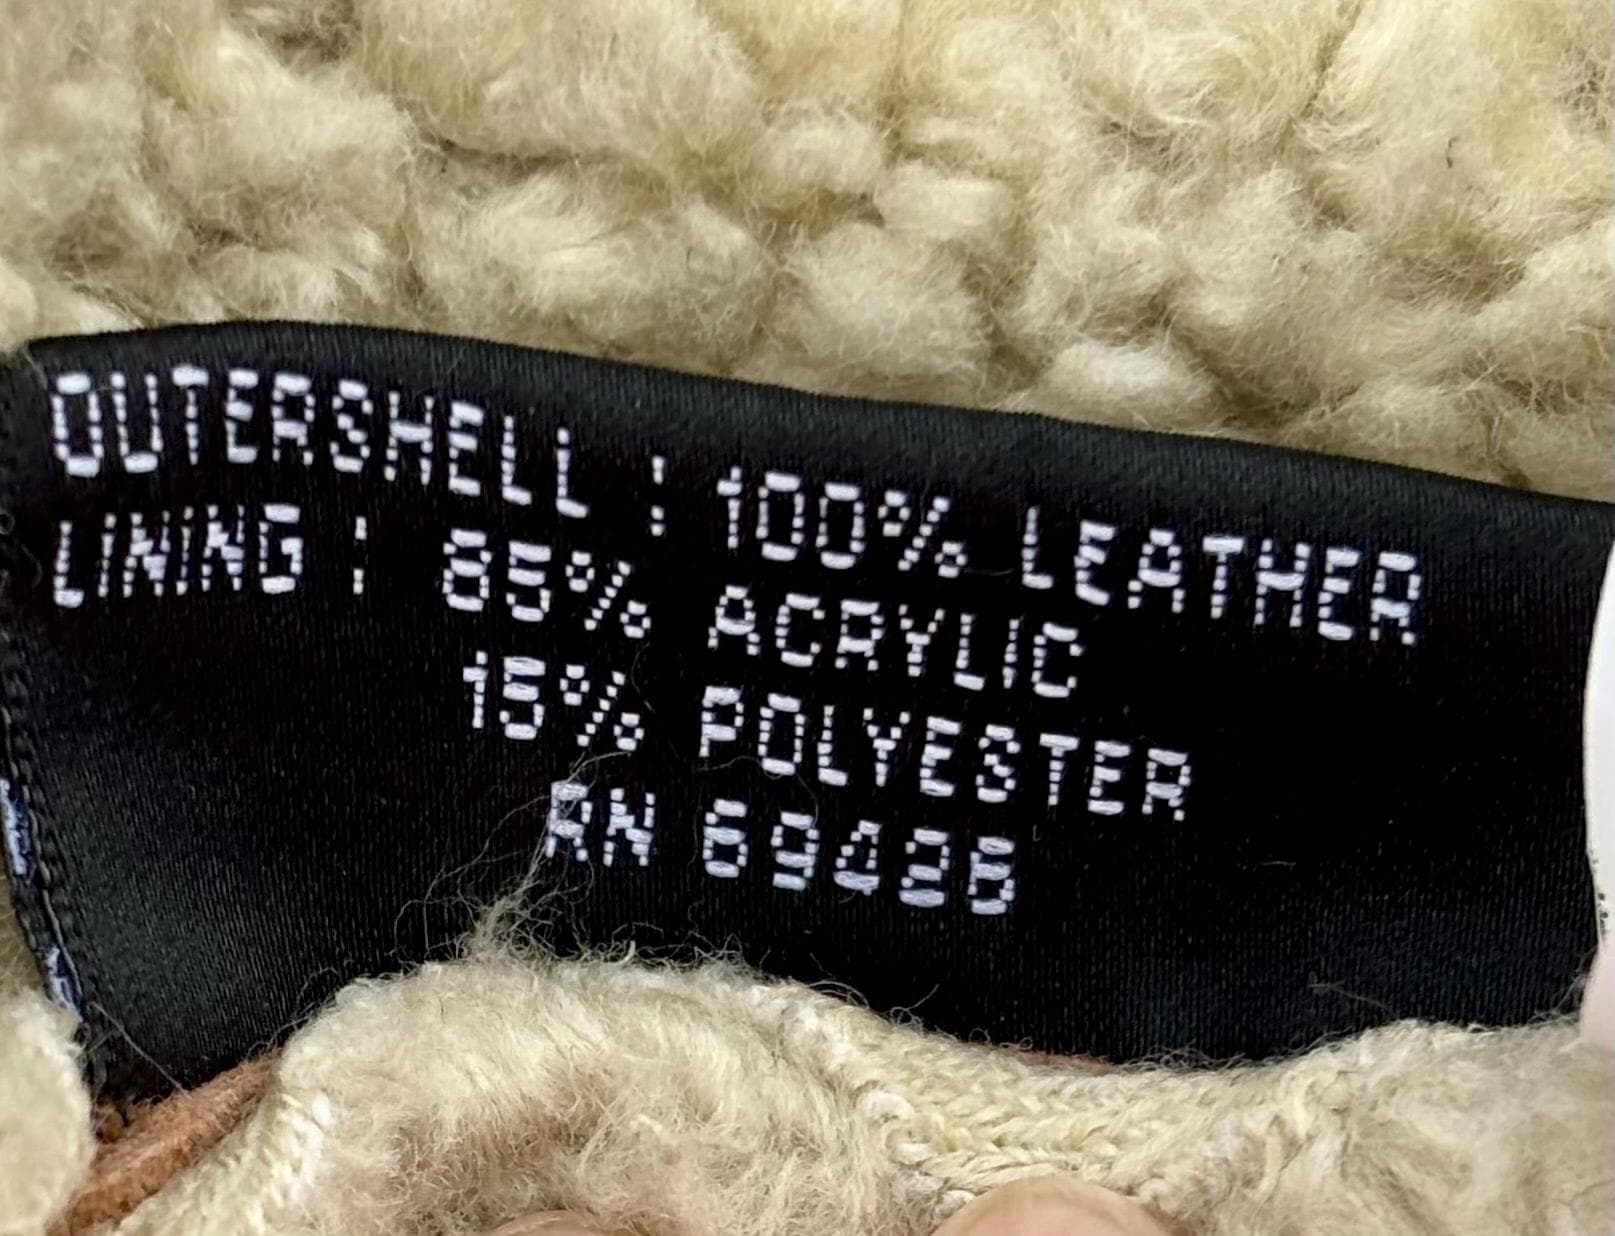 OUTERSHELL : 100% LEATHER
LINING : 85% ACRYLIC
15% POLYESTER
RN 69426